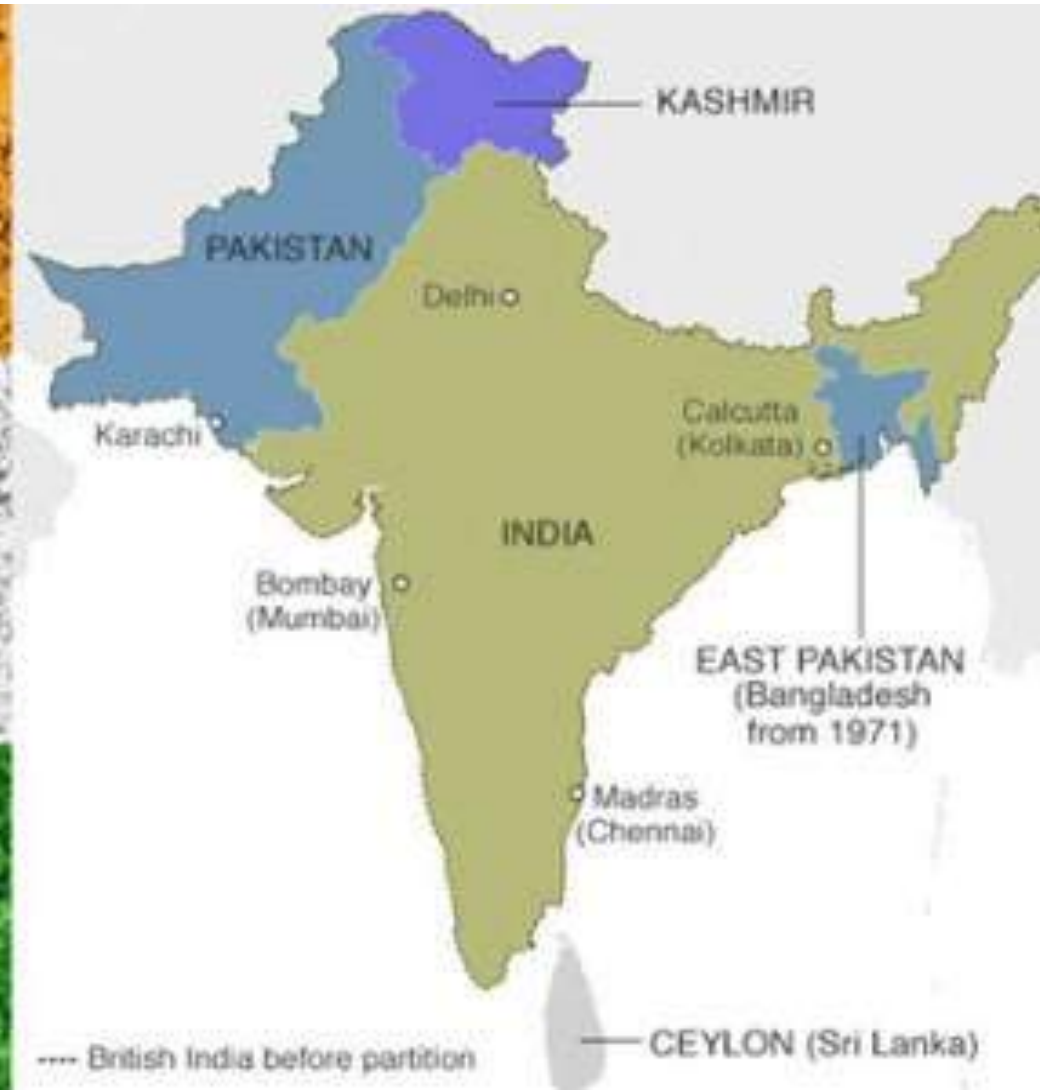 KASHMIR
PAKISTAN
Delhi
Calcutta
(Kolkata)
Karachi
INDIA
Bombay
(Mumbai)
EAST PAKISTAN
(Bangladesh
from 1971)
Madras
(Chennai)
CEYLON (Sri Lanka)
---- British India before partition